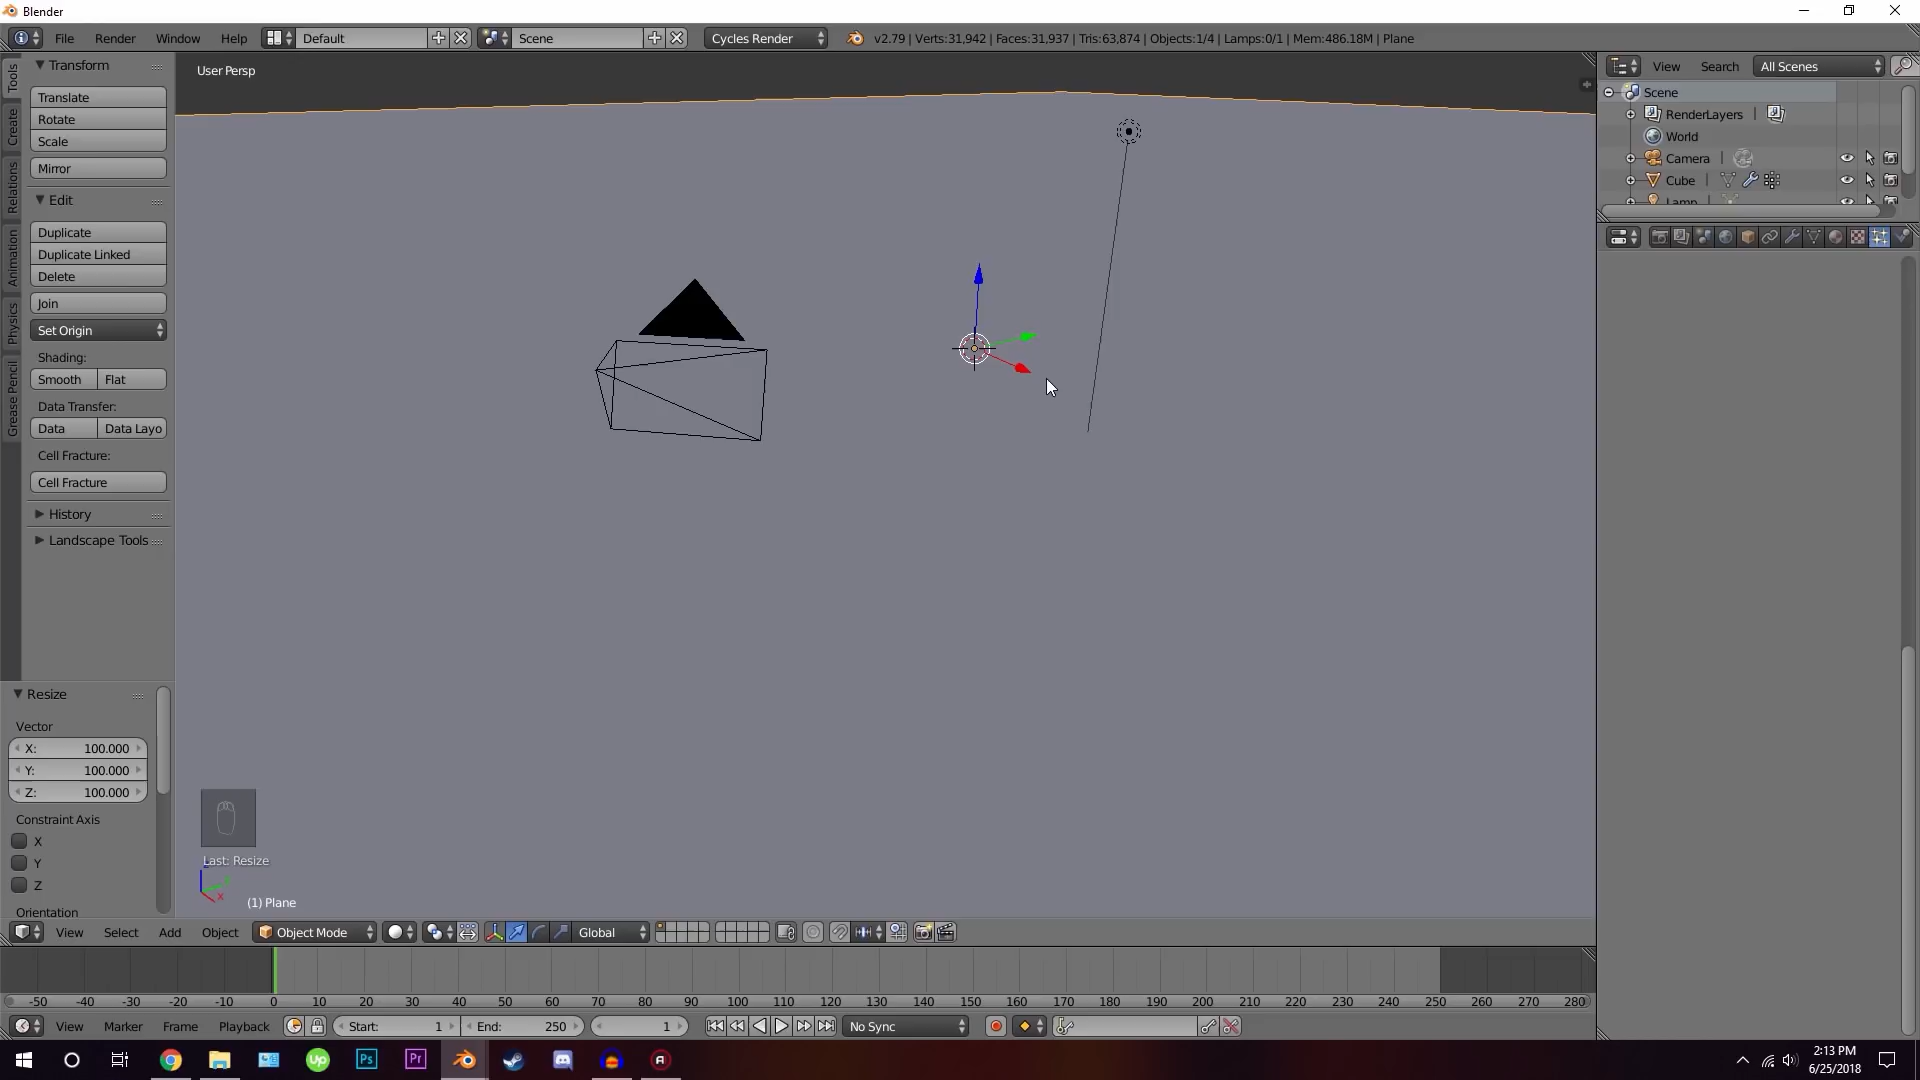 Blender
File Render Window Help Default Scene Cycles Render v2.79 | Verts:31,942 | Faces:31,937 | Tris:63,874 | Objects:1/4 | Lamps:0/1 | Mem:486.18M | Plane
Tools
Create
Relations
Animation
Physics
Grease Pencil
Transform
Translate
Rotate
Scale
Mirror
Edit
Duplicate
Duplicate Linked
Delete
Join
Set Origin
Shading:
Smooth Flat
Data Transfer:
Data Data Layo
Cell Fracture:
Cell Fracture
History
Landscape Tools
Resize
Vector
X: 100.000
Y: 100.000
Z: 100.000
Constraint Axis
X
Y
Z
Orientation
User Persp
Last: Resize
(1) Plane
View Search All Scenes
Scene
RenderLayers
World
Camera
Cube
Lamp
View Select Add Object Object Mode Global
-50 -40 -30 -20 -10 0 10 20 30 40 50 60 70 80 90 100 110 120 130 140 150 160 170 180 190 200 210 220 230 240 250 260 270 280
View Marker Frame Playback Start: 1 End: 250 1 No Sync
Up Ps Pr
2:13 PM
6/25/2018